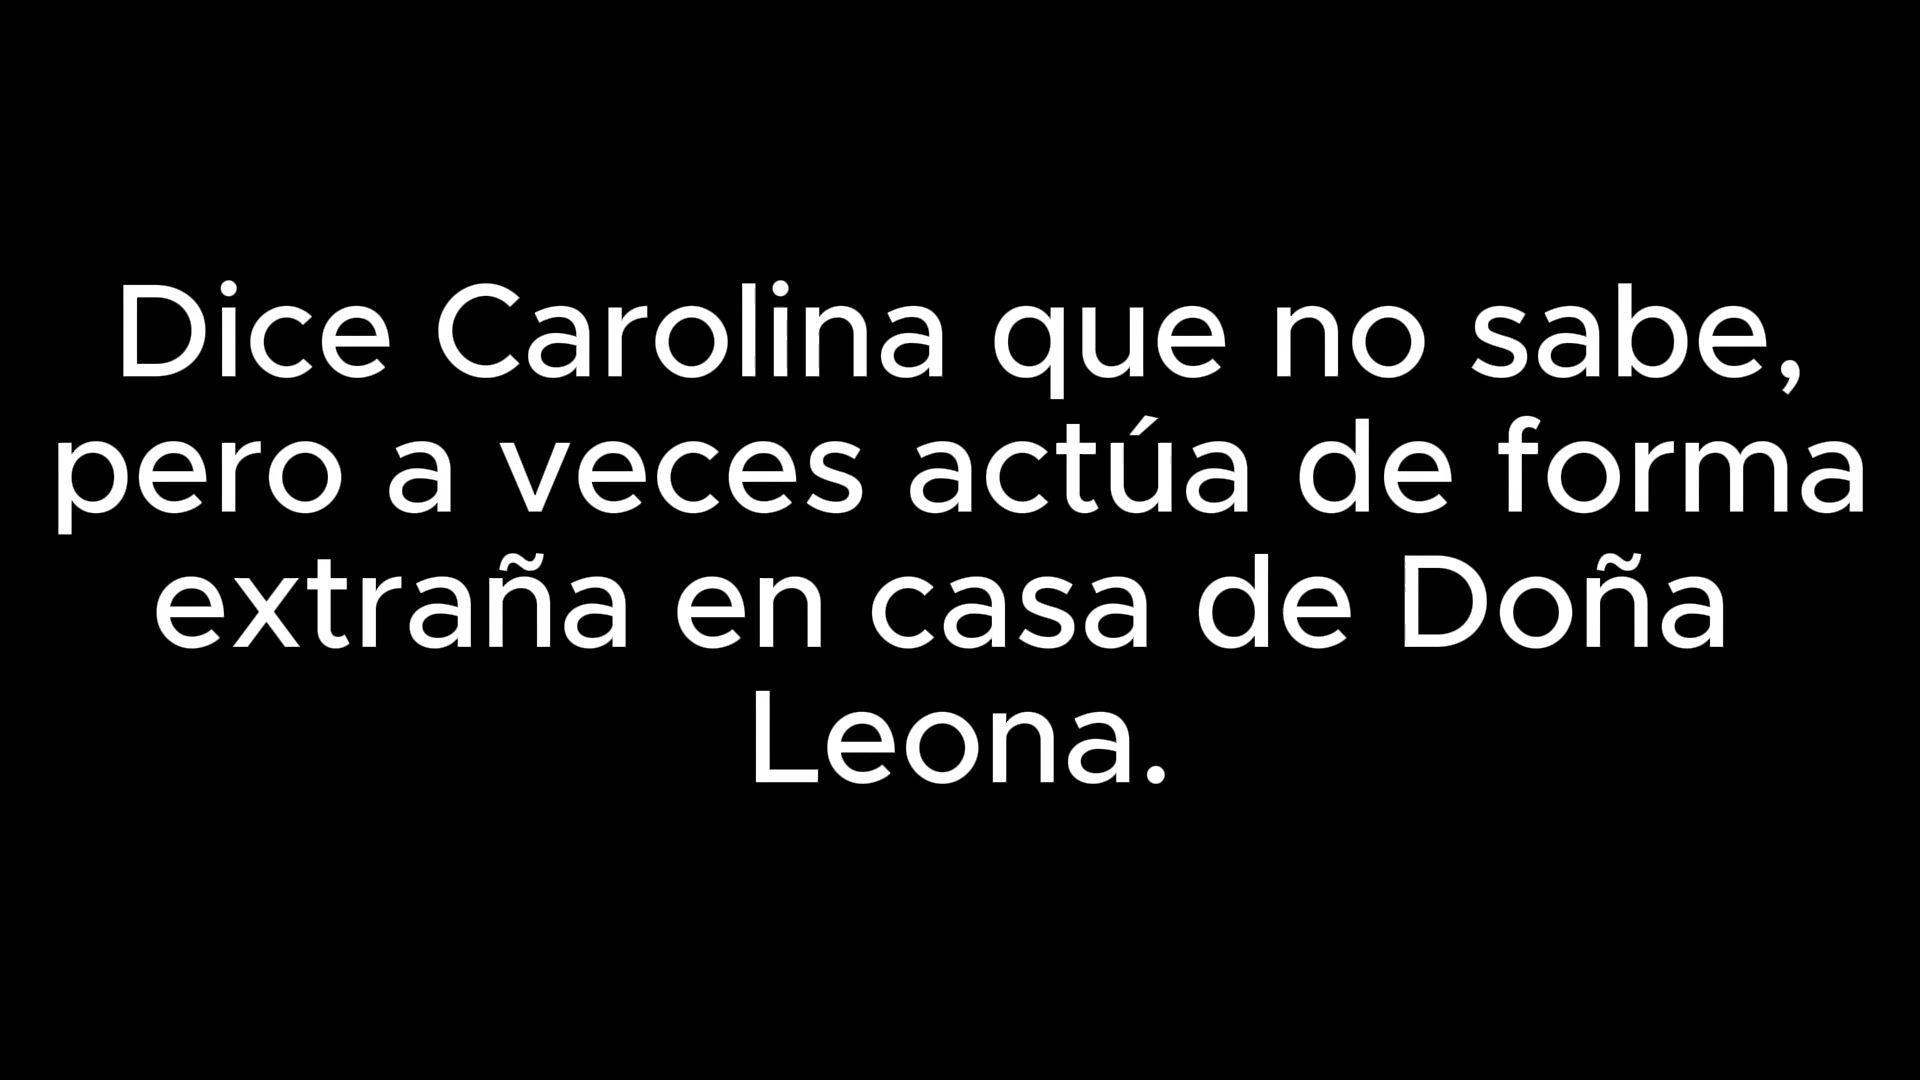 Dice Carolina que no sabe,
pero a veces actúa de forma
extraña en casa de Doña
Leona.